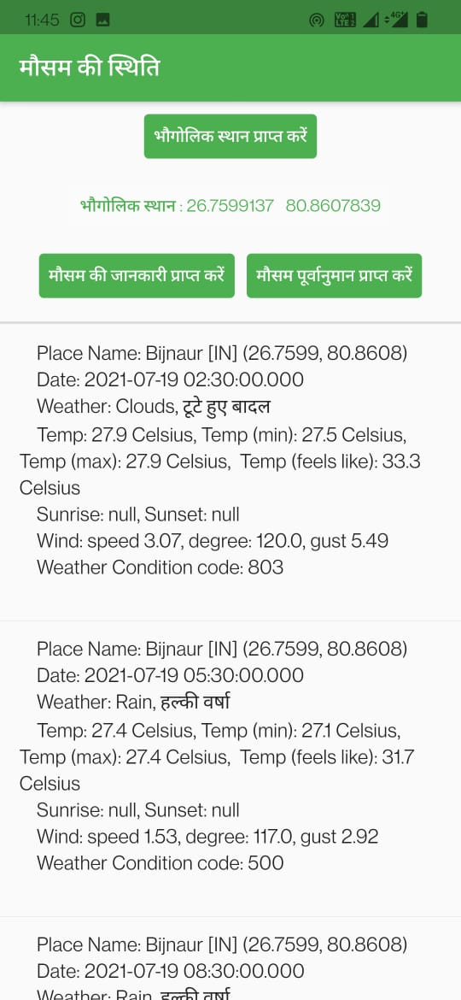 11:45
Vo 1
LTE 2
4G+
मौसम की स्थिति
भौगोलिक स्थान प्राप्त करें
भौगोलिक स्थान : 26.7599137 80.8607839
मौसम की जानकारी प्राप्त करें मौसम पूर्वानुमान प्राप्त करें
Place Name: Bijnaur [IN] (26.7599, 80.8608)
Date: 2021-07-19 02:30:00.000
Weather: Clouds, टूटे हुए बादल
Temp: 27.9 Celsius, Temp (min): 27.5 Celsius,
Temp (max): 27.9 Celsius, Temp (feels like): 33.3
Celsius
Sunrise: null, Sunset: null
Wind: speed 3.07, degree: 120.0, gust 5.49
Weather Condition code: 803
Place Name: Bijnaur [IN] (26.7599, 80.8608)
Date: 2021-07-19 05:30:00.000
Weather: Rain, हल्की वर्षा
Temp: 27.4 Celsius, Temp (min): 27.1 Celsius,
Temp (max): 27.4 Celsius, Temp (feels like): 31.7
Celsius
Sunrise: null, Sunset: null
Wind: speed 1.53, degree: 117.0, gust 2.92
Weather Condition code: 500
Place Name: Bijnaur [IN] (26.7599, 80.8608)
Date: 2021-07-19 08:30:00.000
Weather: Rain, हल्की वर्षा